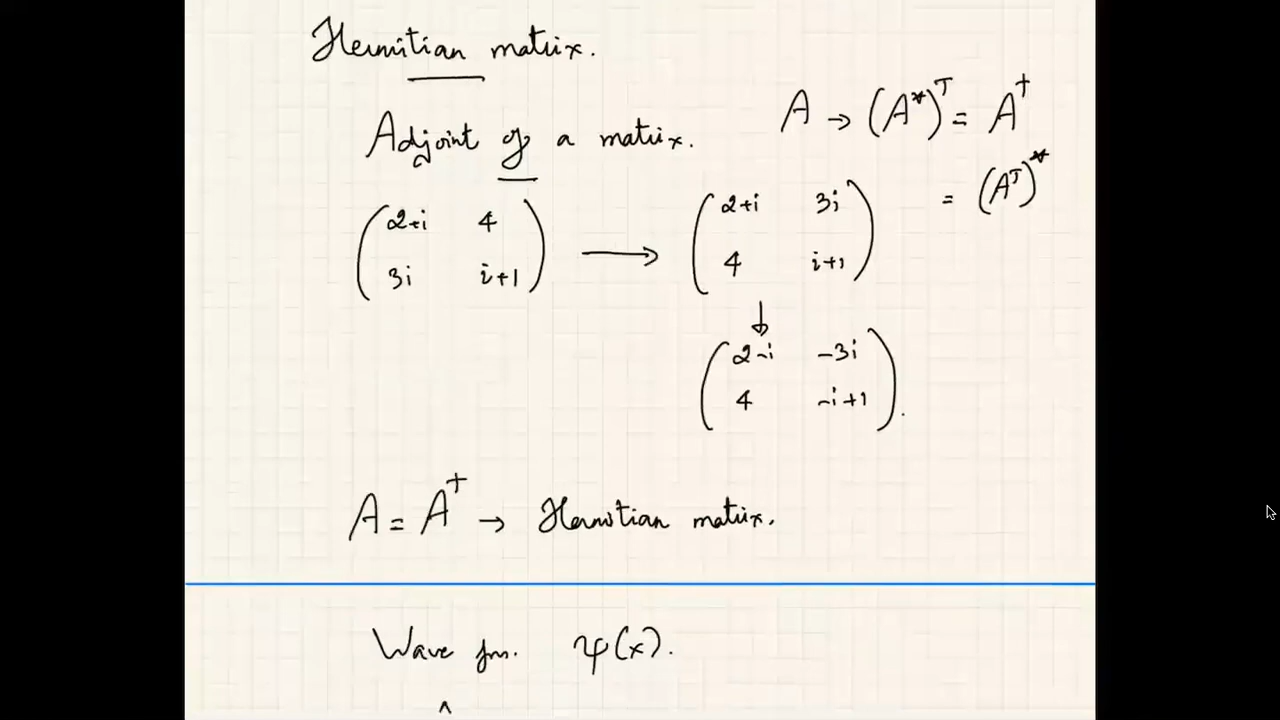 Hermitian matrix.
A → (A*)ᵀ = A†
Adjoint of a matrix.
= (Aᵀ)*
(2+i 4
3i i+1)
→
(2+i 3i
4 i+1)
↓
(2-i -3i
4 -i+1).
A = A† → Hermitian matrix.
Wave fn. ψ(x).
^